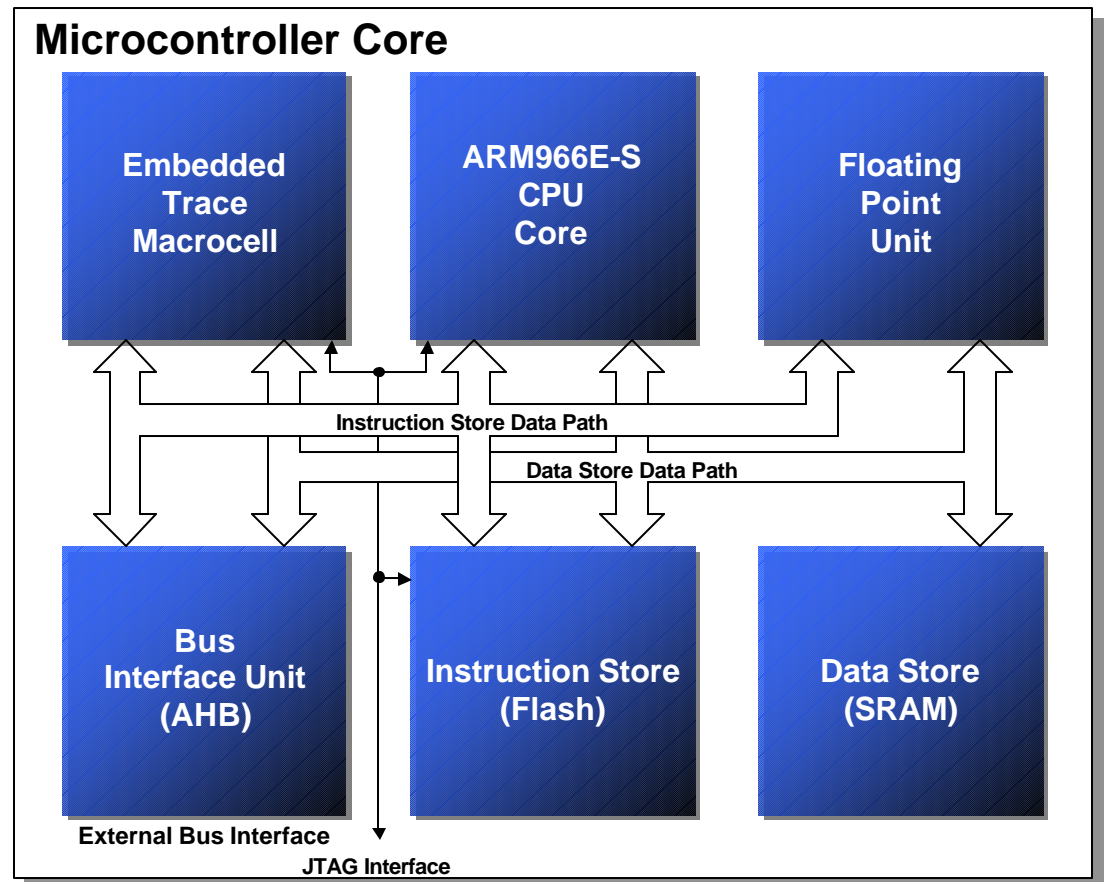 Microcontroller Core
Embedded
Trace
Macrocell
ARM966E-S
CPU
Core
Floating
Point
Unit
Instruction Store Data Path
Data Store Data Path
Bus
Interface Unit
(AHB)
Instruction Store
(Flash)
Data Store
(SRAM)
External Bus Interface
JTAG Interface